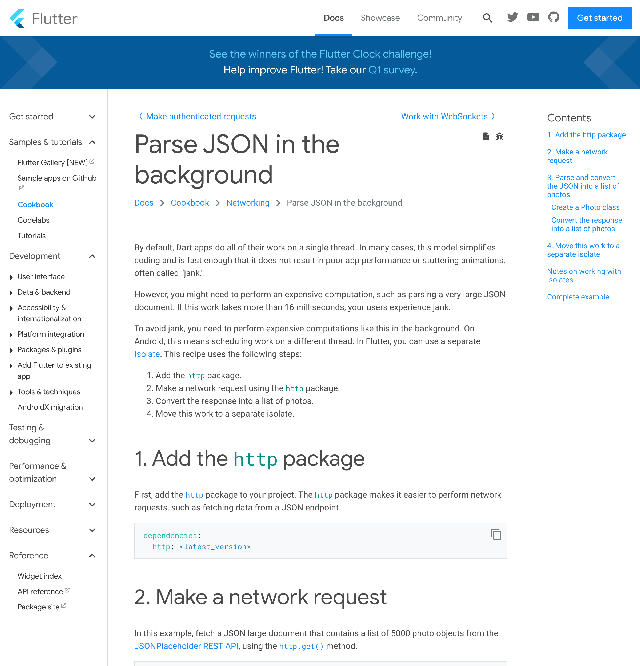 Flutter
Docs
Showcase
Community
Get started
See the winners of the Flutter Clock challenge!
Help improve Flutter! Take our Q1 survey.
Get started
Samples & tutorials
Flutter Gallery [NEW]
Sample apps on Github
Cookbook
Codelabs
Tutorials
Development
User interface
Data & backend
Accessibility &
internationalization
Platform integration
Packages & plugins
Add Flutter to existing
app
Tools & techniques
AndroidX migration
Testing &
debugging
Performance &
optimization
Deployment
Resources
Reference
Widget index
API reference
Package site
Make authenticated requests
Work with WebSockets
Parse JSON in the
background
Docs
Cookbook
Networking
Parse JSON in the background
By default, Dart apps do all of their work on a single thread. In many cases, this model simplifies
coding and is fast enough that it does not result in poor app performance or stuttering animations,
often called "jank."
However, you might need to perform an expensive computation, such as parsing a very large JSON
document. If this work takes more than 16 milliseconds, your users experience jank.
To avoid jank, you need to perform expensive computations like this in the background. On
Android, this means scheduling work on a different thread. In Flutter, you can use a separate
Isolate. This recipe uses the following steps:
1. Add the http package.
2. Make a network request using the http package.
3. Convert the response into a list of photos.
4. Move this work to a separate isolate.
1. Add the http package
First, add the http package to your project. The http package makes it easier to perform network
requests, such as fetching data from a JSON endpoint.
dependencies:
http: <latest_version>
2. Make a network request
In this example, fetch a JSON large document that contains a list of 5000 photo objects from the
JSONPlaceholder REST API, using the http.get() method.
Contents
1. Add the http package
2. Make a network
request
3. Parse and convert
the JSON into a list of
photos
Create a Photo class
Convert the response
into a list of photos
4. Move this work to a
separate isolate
Notes on working with
isolates
Complete example